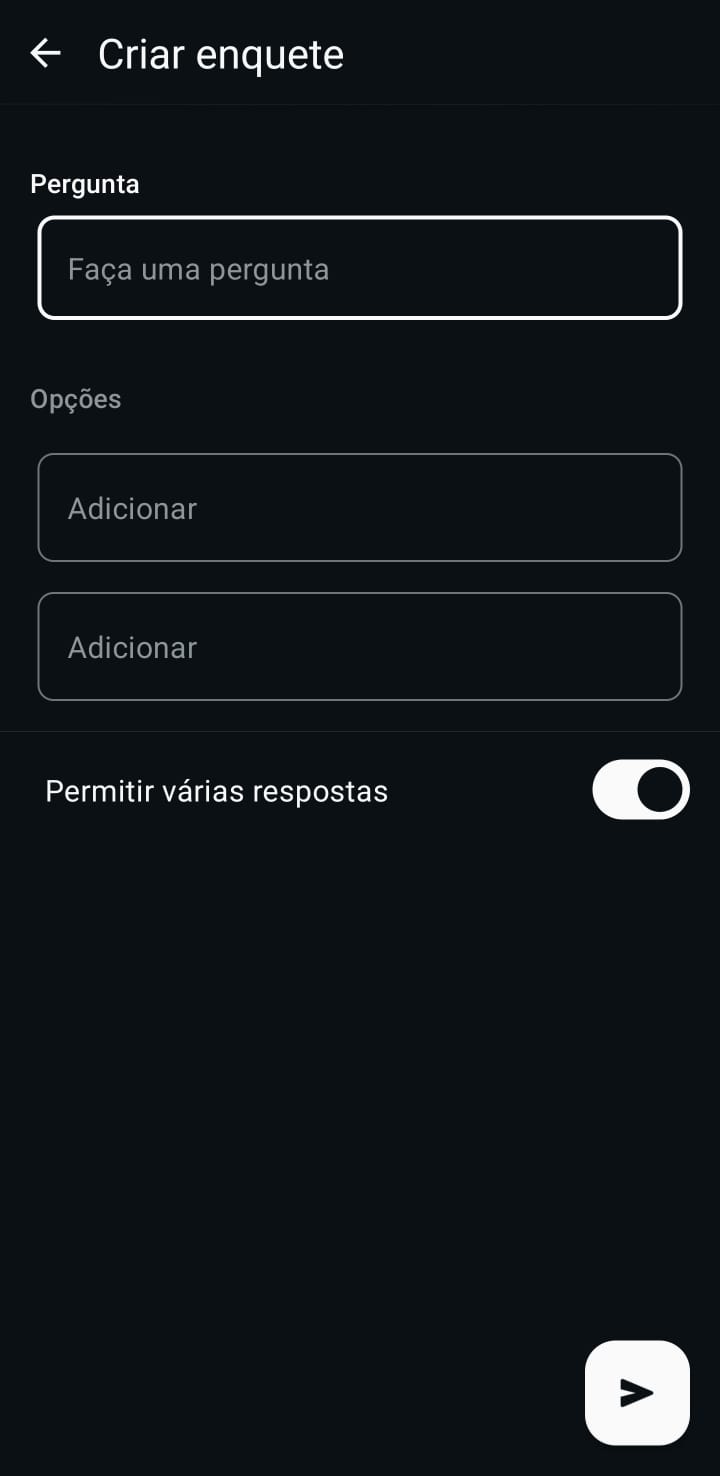 Criar enquete
Pergunta
Faça uma pergunta
Opções
Adicionar
Adicionar
Permitir várias respostas